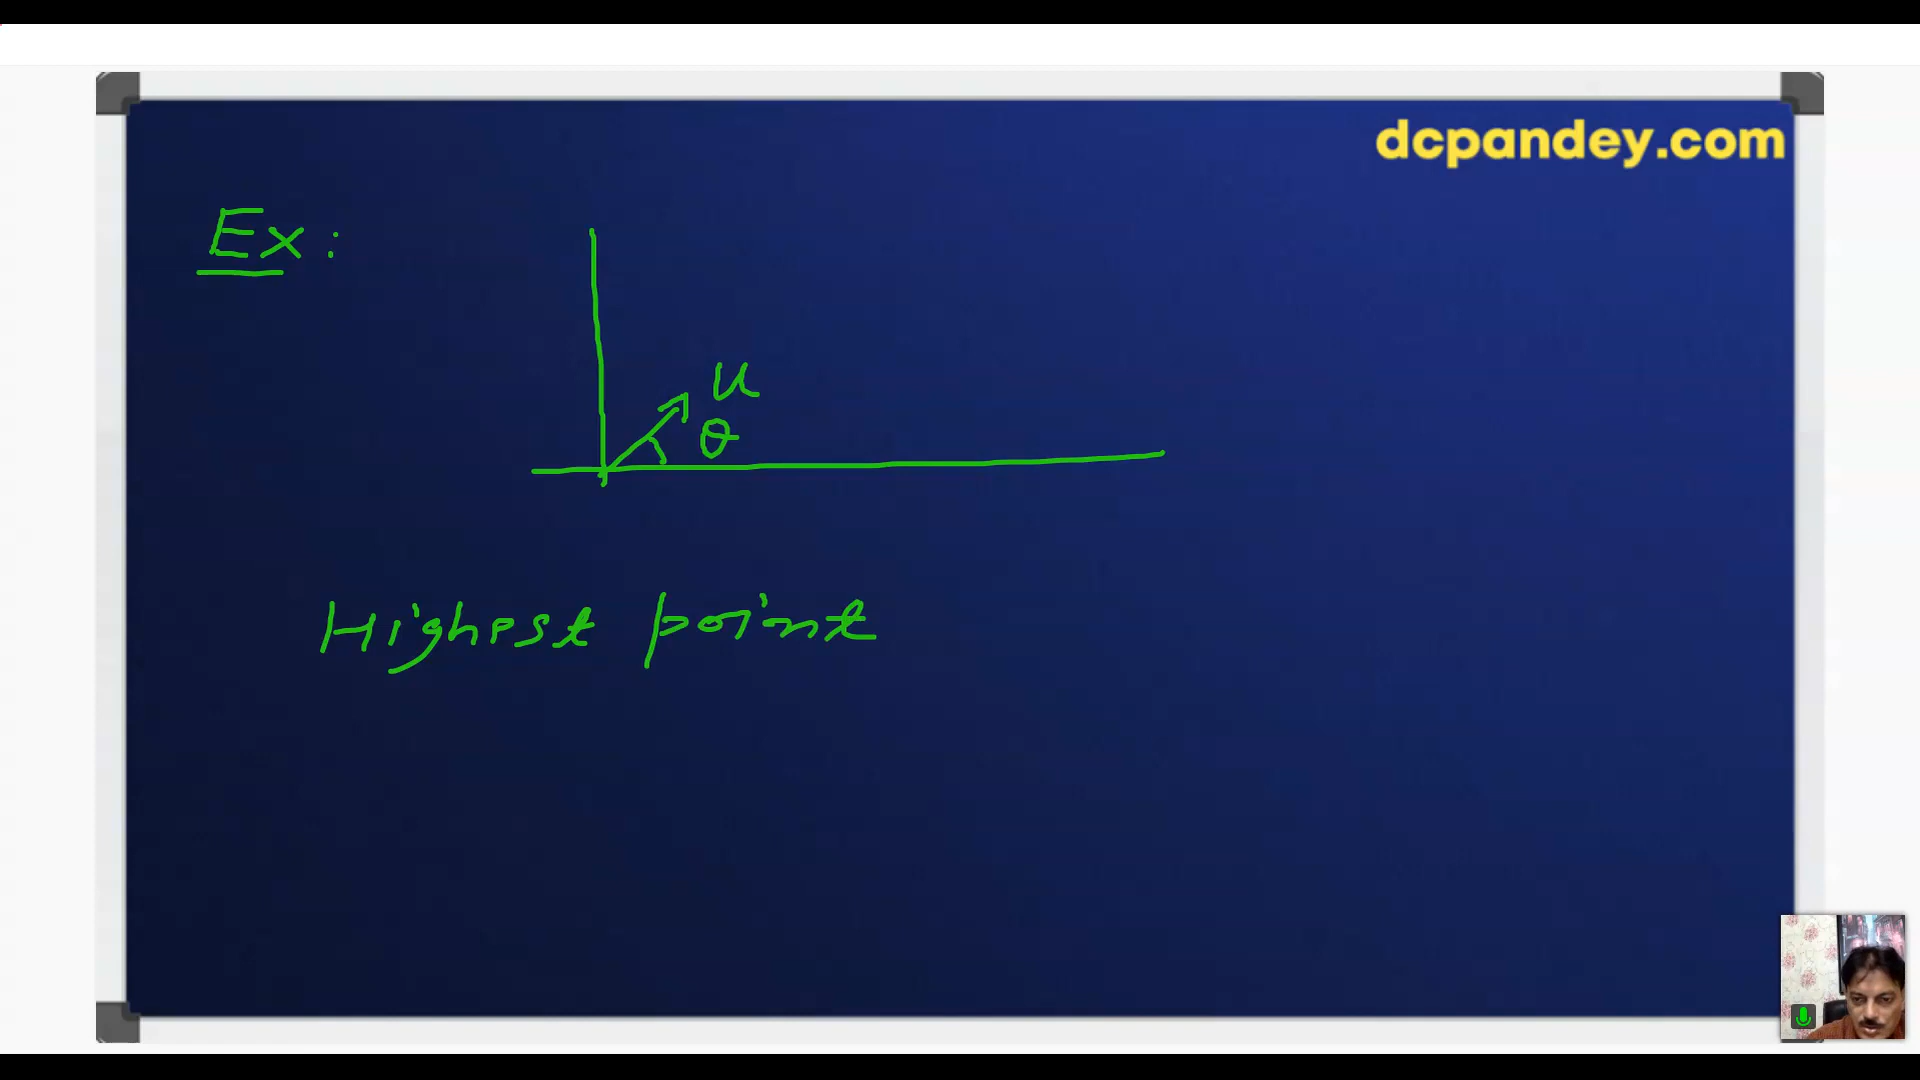 dcpandey.com
Ex:
u
θ
Highest point